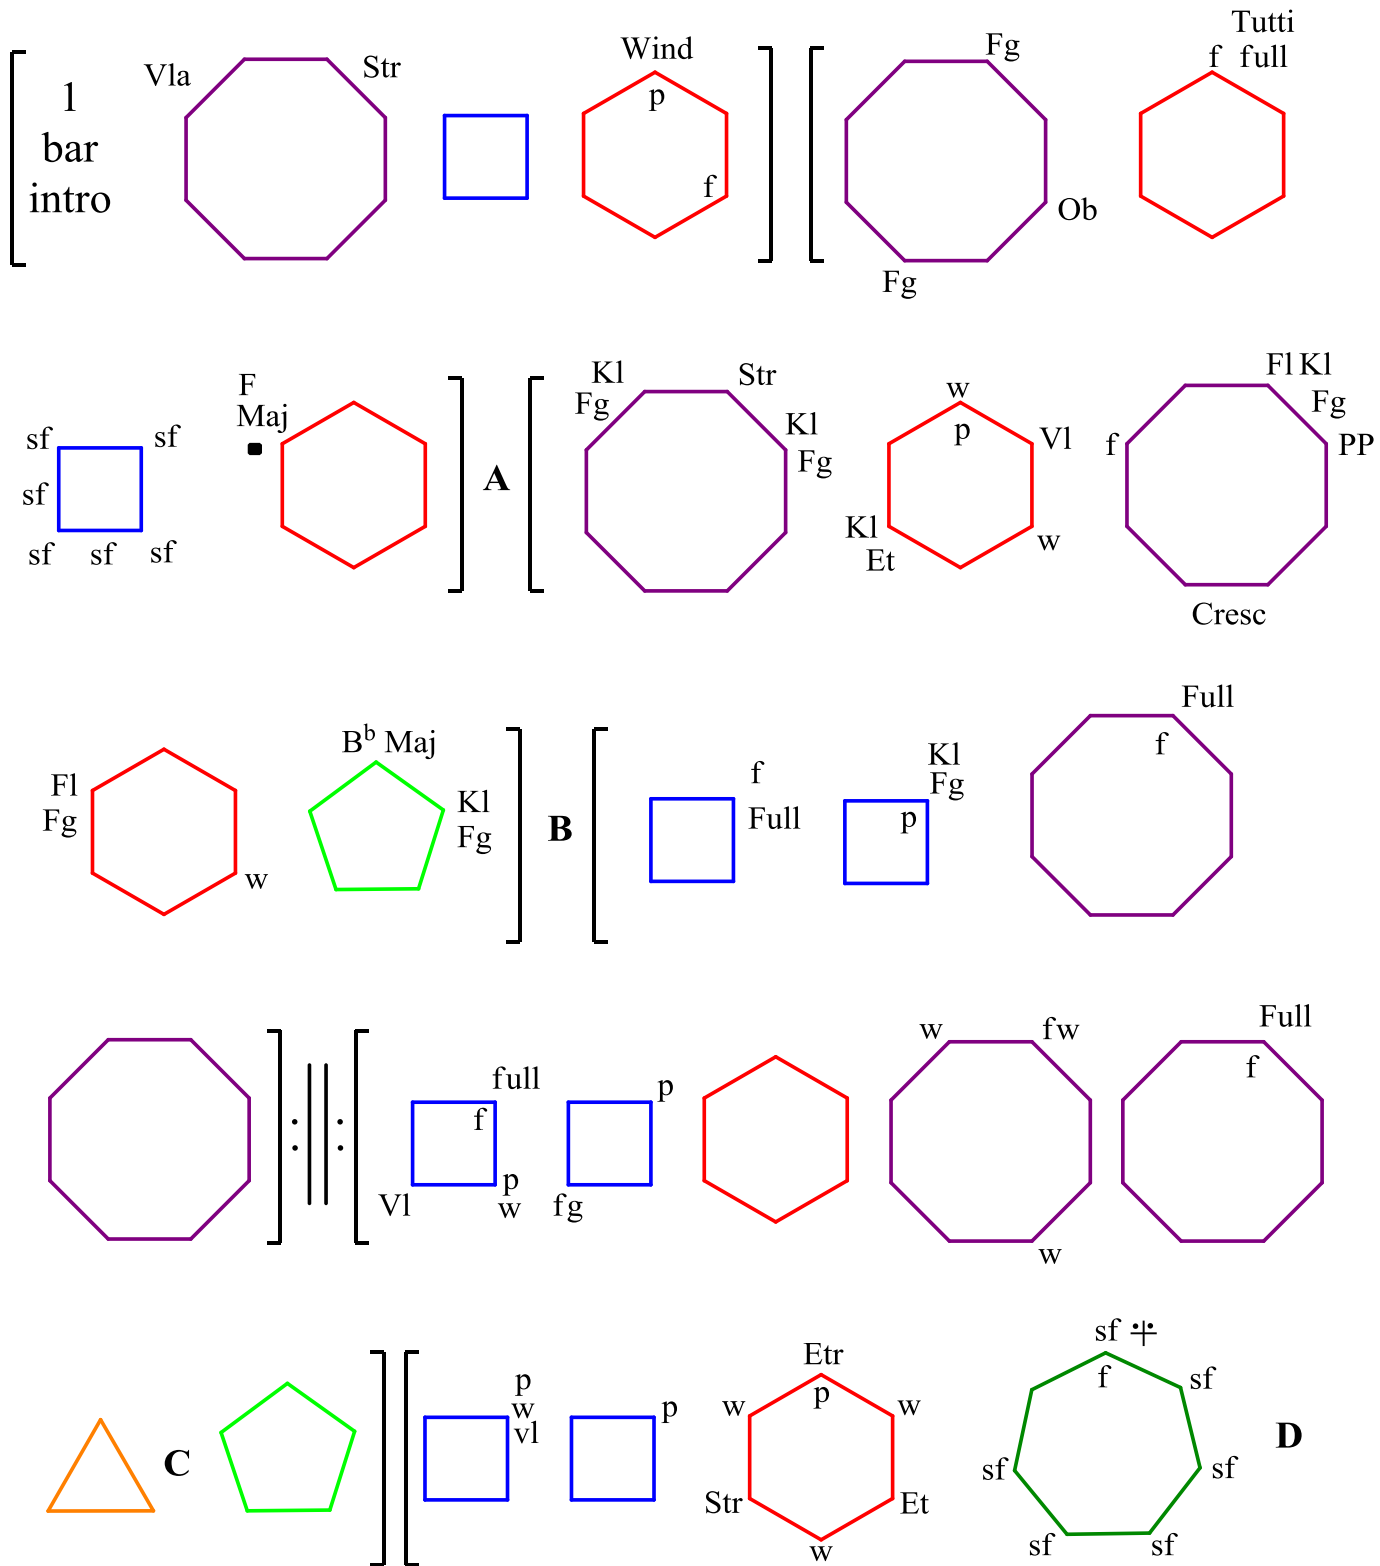 1
bar
intro
Vla
Str
Wind
p
f
Fg
Ob
Fg
Tutti
f full
sf
sf
sf
sf
sf
sf
F
Maj
A
Kl
Fg
Str
Kl
Fg
w
p
Vl
Kl
Et
w
Fl Kl
Fg
f
PP
Cresc
Fl
Fg
w
Bb Maj
Kl
Fg
B
f
Full
Kl
Fg
p
Full
f
:||:
full
f
Vl
p
w
p
fg
w
fw
w
Full
f
C
p
w
vl
p
Etr
p
w
w
Str
Et
w
sf
f
sf
sf
sf
sf
sf
D